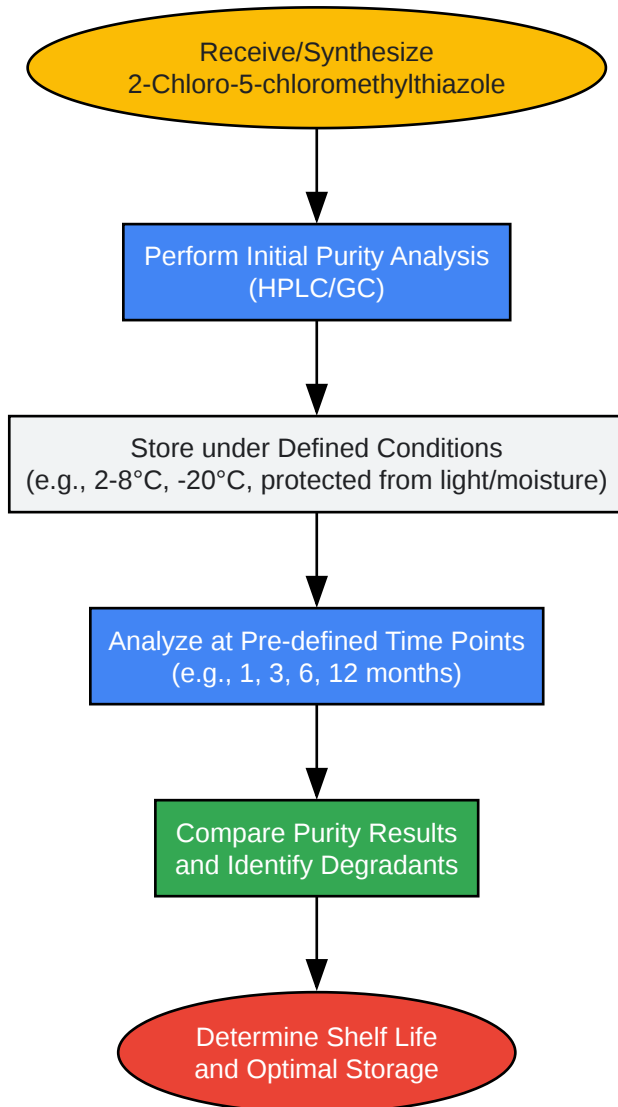 Receive/Synthesize
2-Chloro-5-chloromethylthiazole
Perform Initial Purity Analysis
(HPLC/GC)
Store under Defined Conditions
(e.g., 2-8°C, -20°C, protected from light/moisture)
Analyze at Pre-defined Time Points
(e.g., 1, 3, 6, 12 months)
Compare Purity Results
and Identify Degradants
Determine Shelf Life
and Optimal Storage